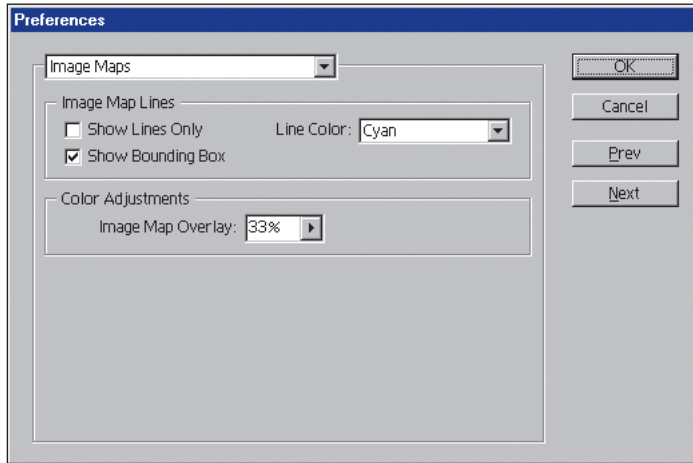 Preferences
Image Maps
OK
Image Map Lines
Show Lines Only
Line Color: Cyan
Cancel
Show Bounding Box
Prev
Color Adjustments
Next
Image Map Overlay: 33%